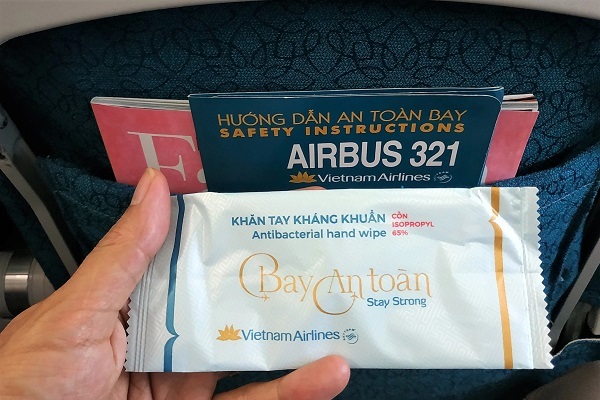 F
HƯỚNG DẪN AN TOÀN BAY
SAFETY INSTRUCTIONS
AIRBUS 321
Vietnam Airlines
KHĂN TAY KHÁNG KHUẨN
CỒN
ISOPROPYL
65%
Antibacterial hand wipe
Bay An toàn
Stay Strong
Vietnam Airlines